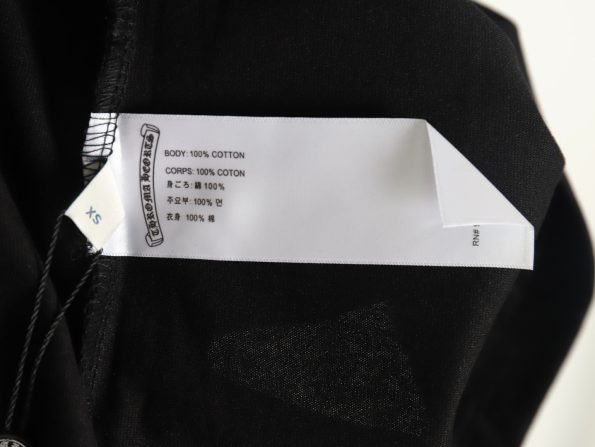 BODY: 100% COTTON
CORPS: 100% COTON
身ごろ: 綿 100%
주요부: 100% 면
衣身 100% 棉
XS
RN#